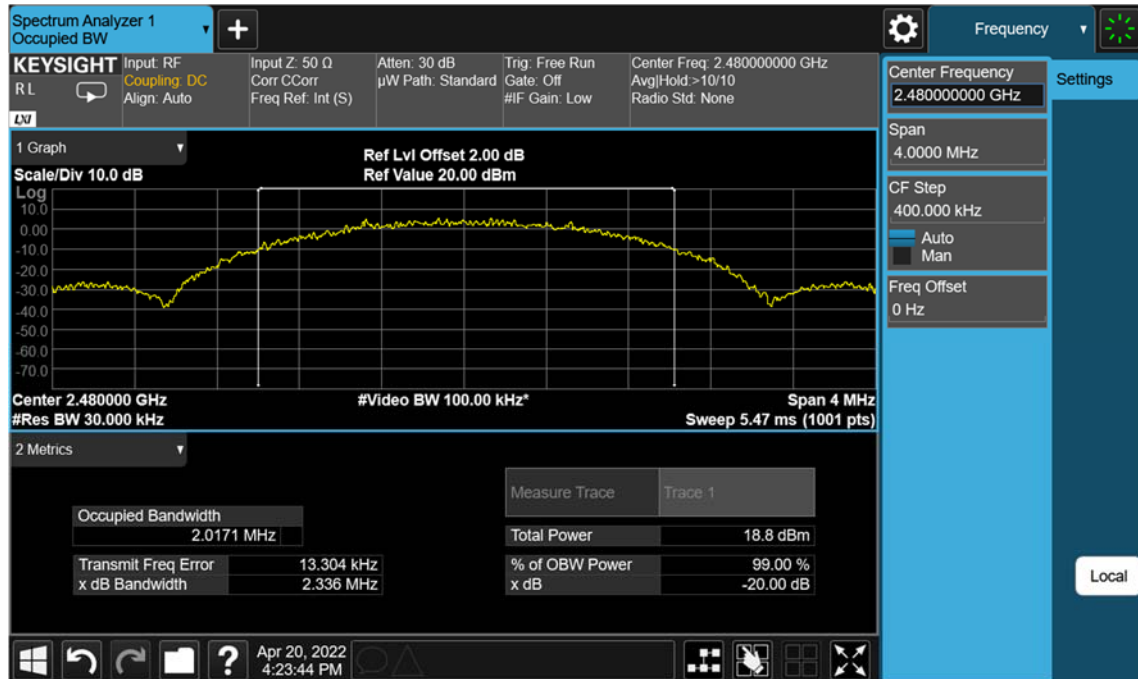 Spectrum Analyzer 1
Occupied BW
+
Frequency
KEYSIGHT
R L
LXI
Input: RF
Coupling: DC
Align: Auto
Input Z: 50 Ω
Corr CCorr
Freq Ref: Int (S)
Atten: 30 dB
µW Path: Standard
Trig: Free Run
Gate: Off
#IF Gain: Low
Center Freq: 2.480000000 GHz
Avg|Hold:>10/10
Radio Std: None
Center Frequency
2.480000000 GHz
Settings
Span
4.0000 MHz
CF Step
400.000 kHz
Auto
Man
Freq Offset
0 Hz
Local
1 Graph
Scale/Div 10.0 dB
Ref Lvl Offset 2.00 dB
Ref Value 20.00 dBm
Log
10.0
0.00
-10.0
-20.0
-30.0
-40.0
-50.0
-60.0
-70.0
Center 2.480000 GHz
#Video BW 100.00 kHz*
Span 4 MHz
#Res BW 30.000 kHz
Sweep 5.47 ms (1001 pts)
2 Metrics
Measure Trace Trace 1
Occupied Bandwidth
2.0171 MHz
Total Power 18.8 dBm
Transmit Freq Error 13.304 kHz
% of OBW Power 99.00 %
x dB Bandwidth 2.336 MHz
x dB -20.00 dB
?
Apr 20, 2022
4:23:44 PM